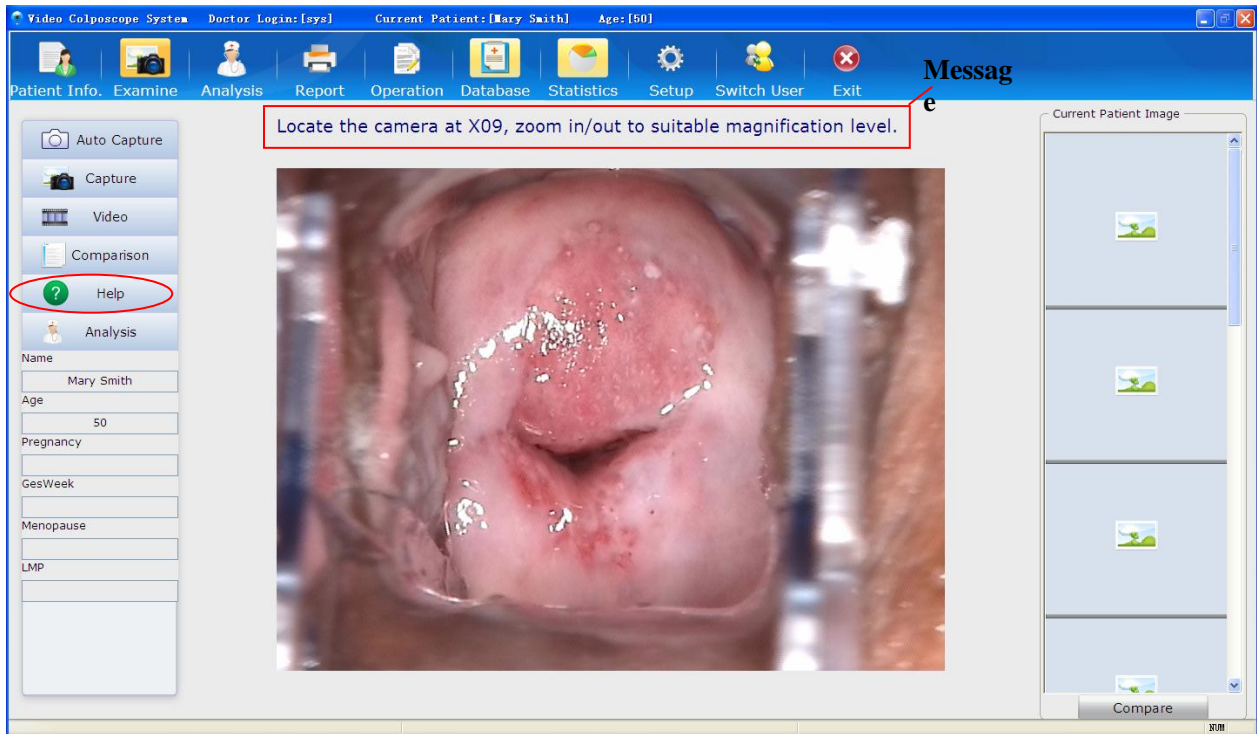 Video Colposcope System Doctor Login:[sys] Current Patient:[Mary Smith] Age:[50]
Patient Info. Examine Analysis Report Operation Database Statistics Setup Switch User Exit
Messag
e
Locate the camera at X09, zoom in/out to suitable magnification level.
Auto Capture
Capture
Video
Comparison
? Help
Analysis
Name
Mary Smith
Age
50
Pregnancy
GesWeek
Menopause
LMP
Current Patient Image
Compare
NUM